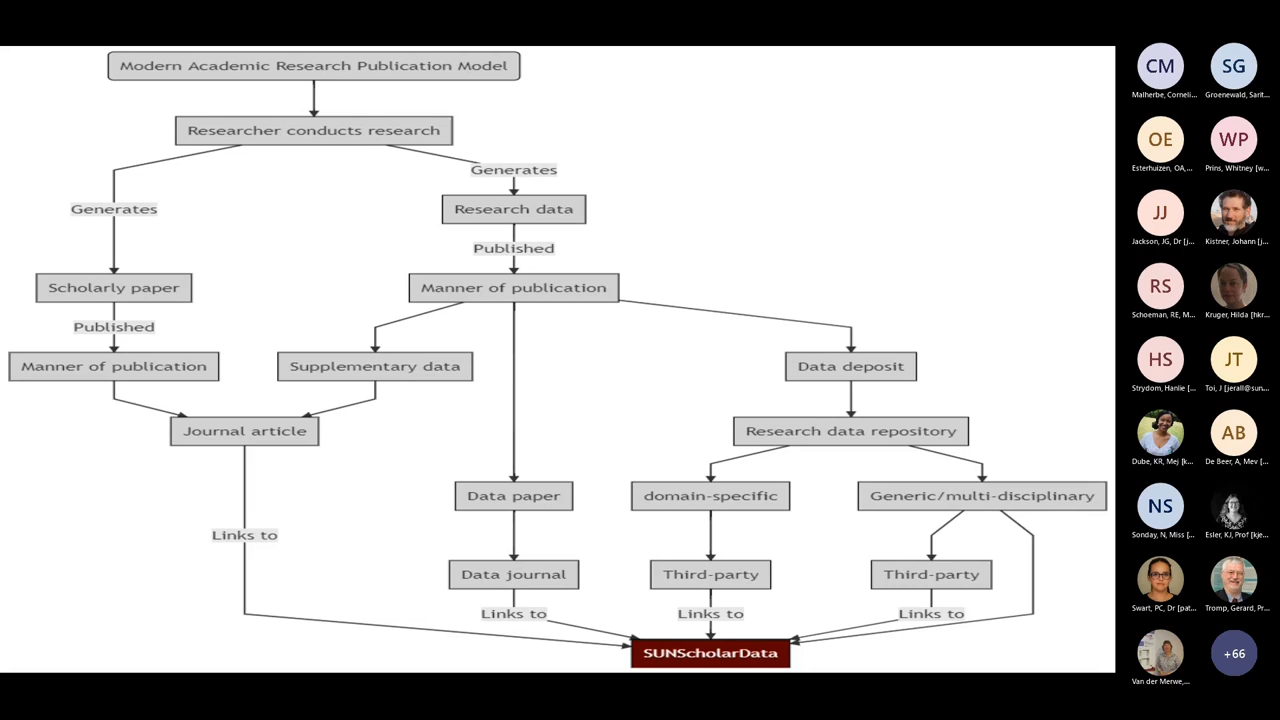 Modern Academic Research Publication Model
Researcher conducts research
Generates
Generates
Research data
Published
Scholarly paper
Manner of publication
Published
Manner of publication
Supplementary data
Data deposit
Journal article
Research data repository
Data paper
domain-specific
Generic/multi-disciplinary
Links to
Data journal
Third-party
Third-party
Links to
Links to
Links to
SUNScholarData
CM
SG
Malherbe, Corneli...
Groenewald, Sarit...
OE
WP
Esterhuizen, OA,...
Prins, Whitney [w...
JJ
Jackson, JG, Dr [j...
Kistner, Johann [j...
RS
Schoeman, RE, M...
Kruger, Hilda [hkr...
HS
JT
Strydom, Hanlie [...
Toi, J [jerall@sun...
AB
Dube, KR, Mej [k...
De Beer, A, Mev [...
NS
Sonday, N, Miss [...
Esler, KJ, Prof [kje...
Swart, PC, Dr [pat...
Tromp, Gerard, Pr...
+66
Van der Merwe,...